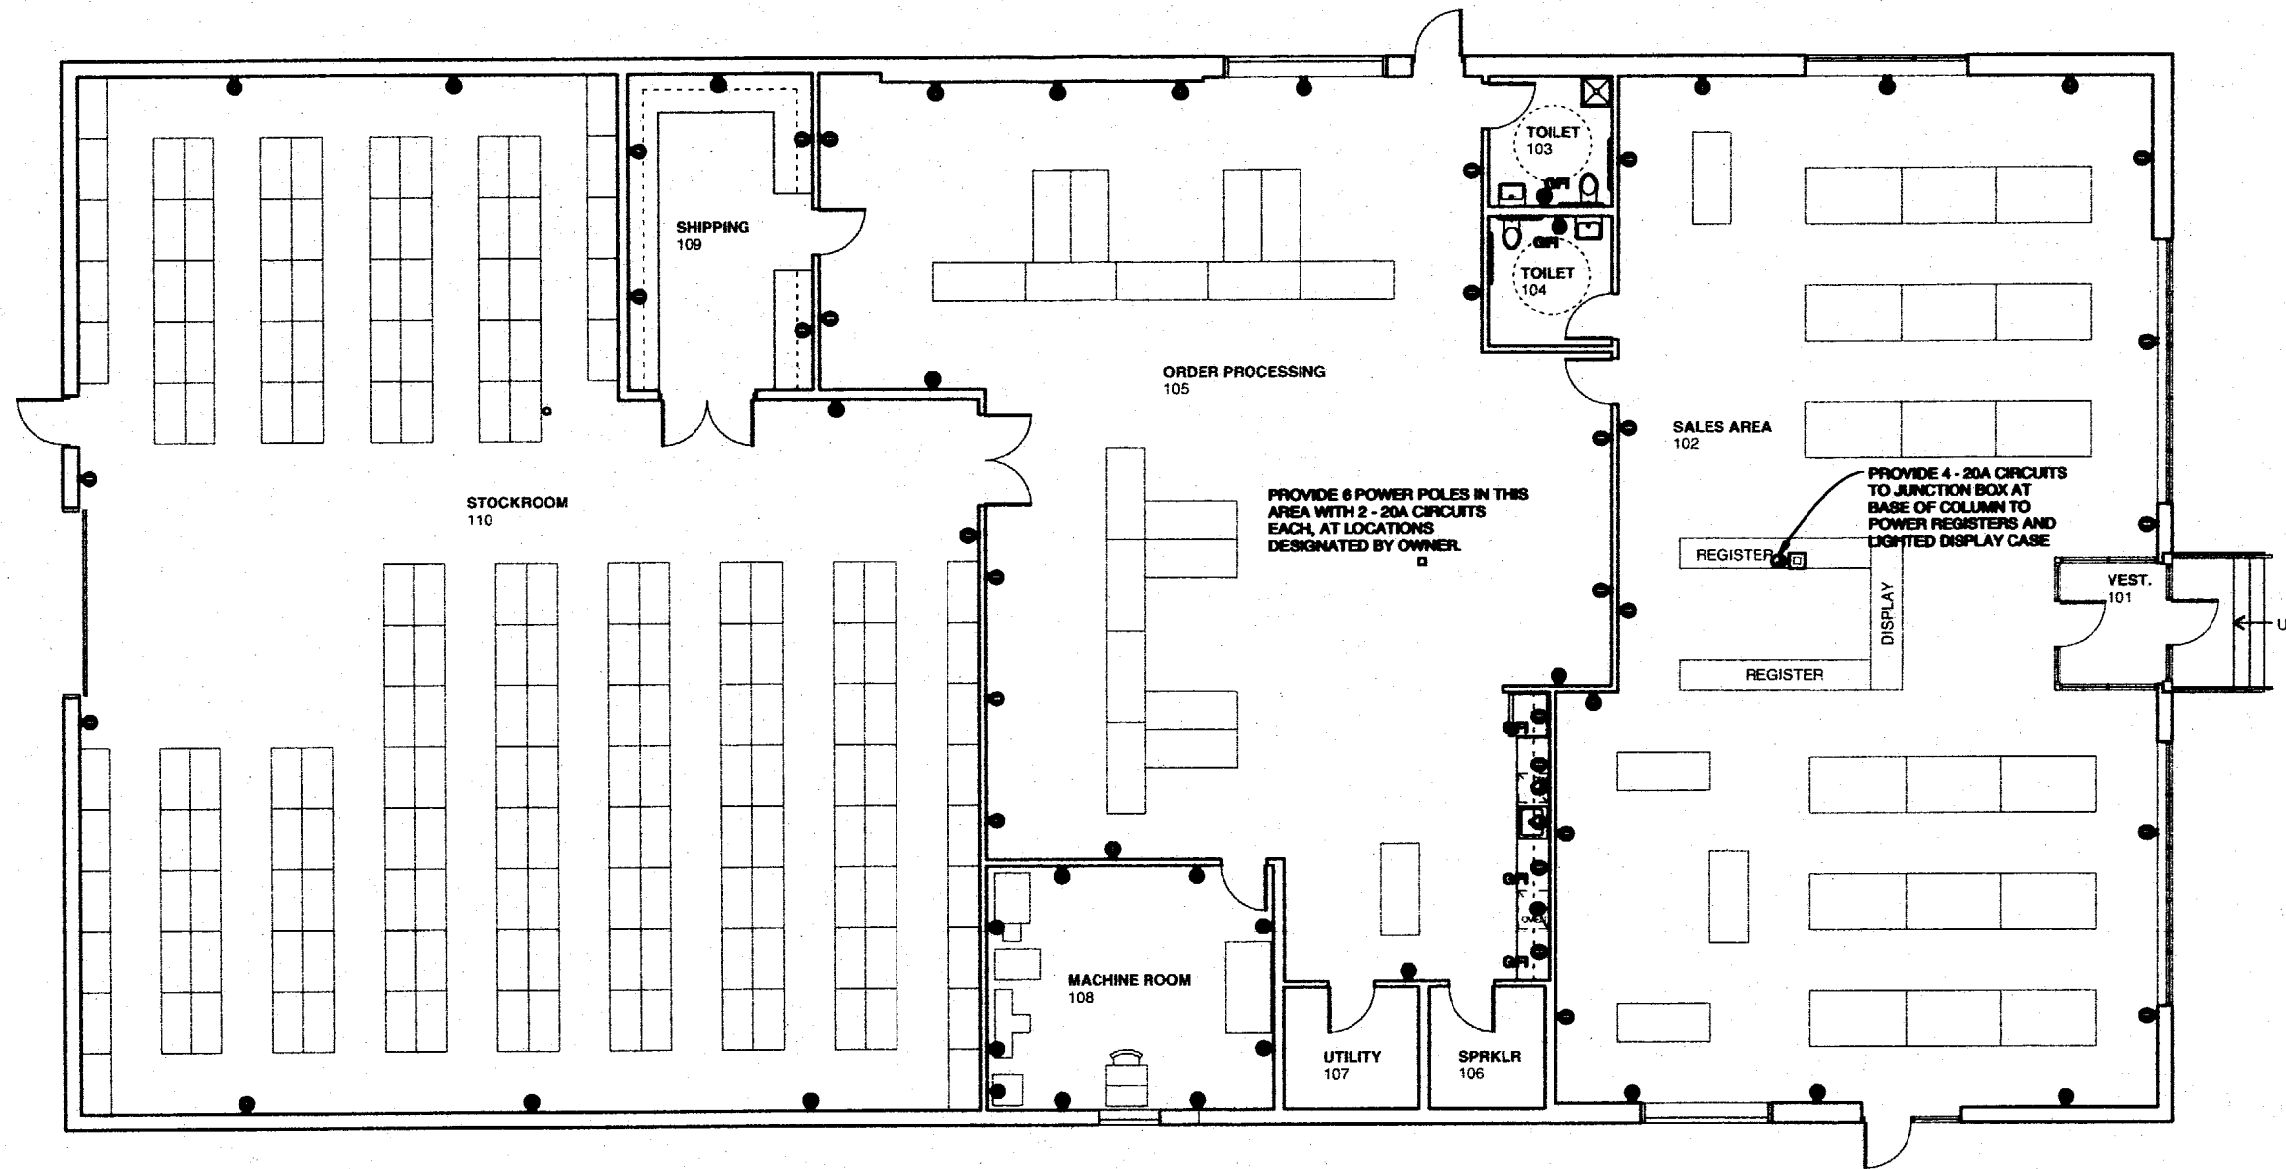 TOILET
103
GFI
SHIPPING
109
GFI
TOILET
104
ORDER PROCESSING
105
SALES AREA
102
PROVIDE 4 - 20A CIRCUITS
TO JUNCTION BOX AT
BASE OF COLUMN TO
POWER REGISTERS AND
LIGHTED DISPLAY CASE
STOCKROOM
110
PROVIDE 6 POWER POLES IN THIS
AREA WITH 2 - 20A CIRCUITS
EACH, AT LOCATIONS
DESIGNATED BY OWNER.
REGISTER
VEST.
101
DISPLAY
U
REGISTER
GFI
GFI
GFI
MACHINE ROOM
108
UTILITY
107
SPRKLR
106